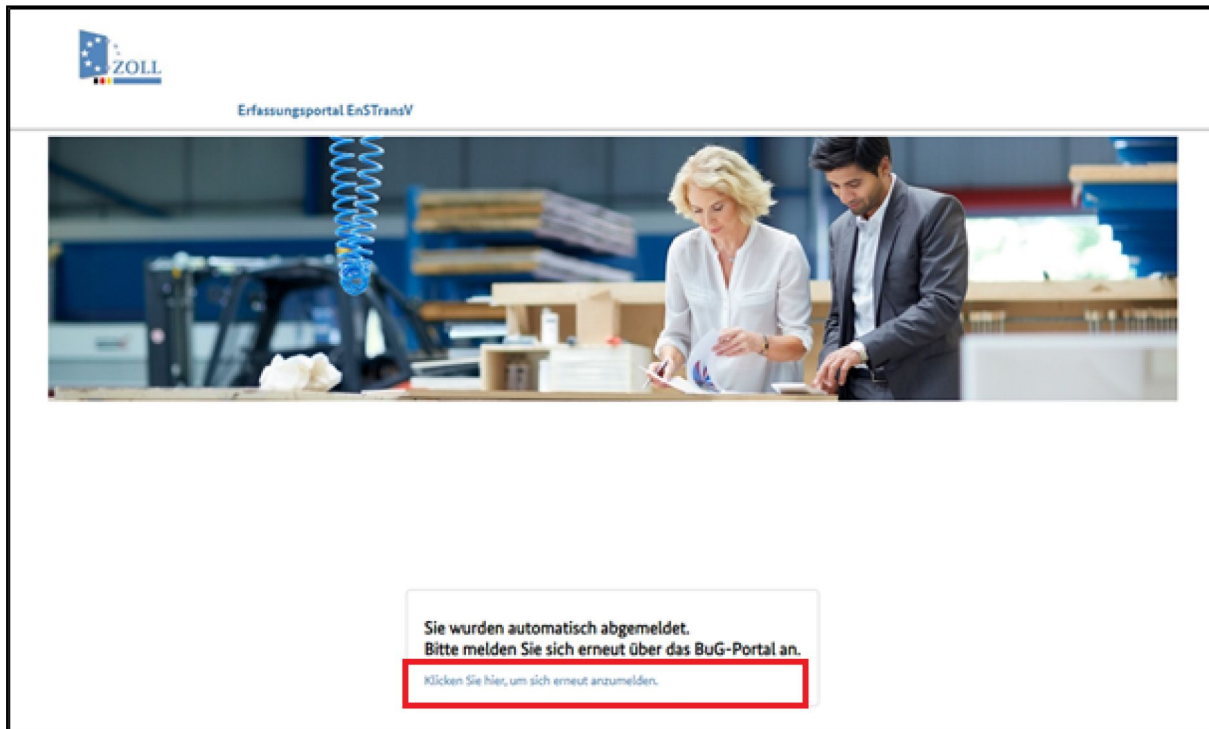 ZOLL
Erfassungsportal EnSTransV
Sie wurden automatisch abgemeldet.
Bitte melden Sie sich erneut über das BuG-Portal an.
Klicken Sie hier, um sich erneut anzumelden.